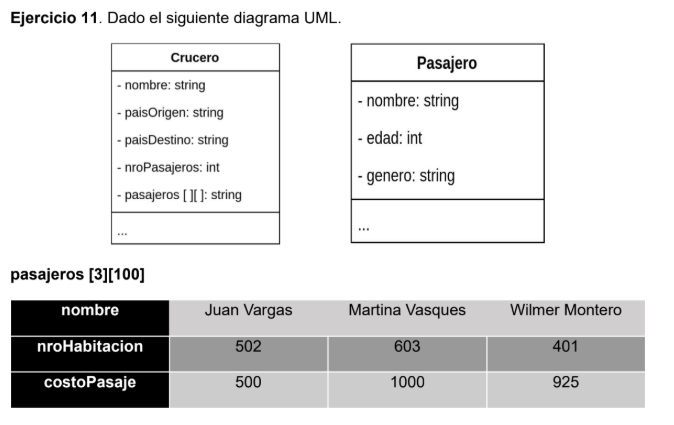 Ejercicio 11. Dado el siguiente diagrama UML.
Crucero
- nombre: string
- paisOrigen: string
- paisDestino: string
- nroPasajeros: int
- pasajeros [ ][ ]: string
...
Pasajero
- nombre: string
- edad: int
- genero: string
...
pasajeros [3][100]
nombre Juan Vargas Martina Vasques Wilmer Montero
nroHabitacion 502 603 401
costoPasaje 500 1000 925